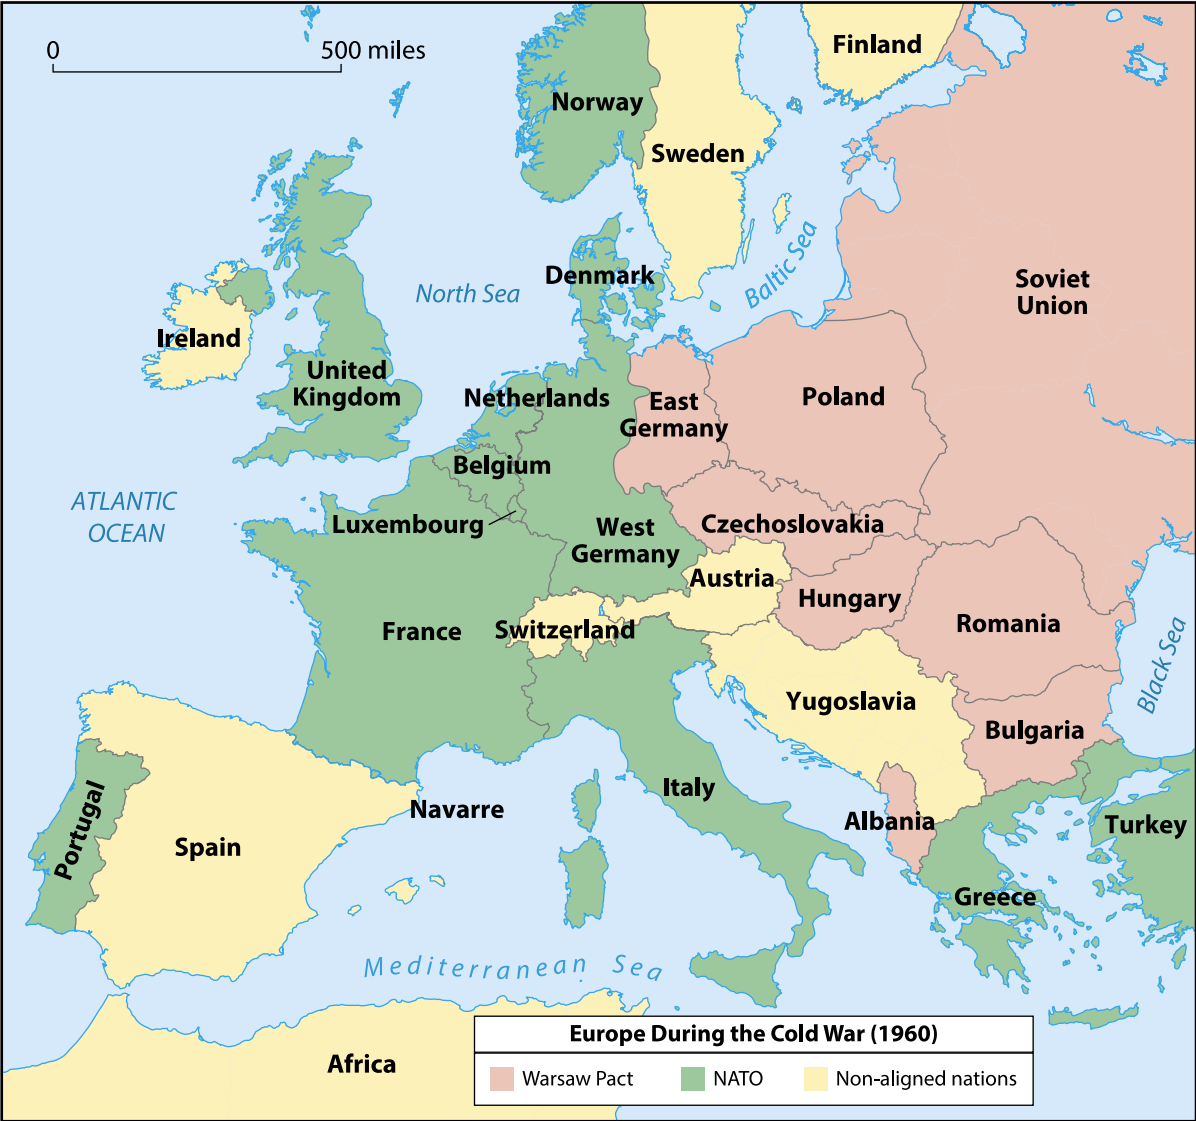 0 500 miles
Finland
Norway
Sweden
Baltic Sea
Denmark
North Sea
Soviet
Union
Ireland
United
Kingdom
Netherlands
East
Germany
Poland
Belgium
ATLANTIC
OCEAN
Luxembourg
West
Germany
Czechoslovakia
Austria
Hungary
France
Switzerland
Romania
Black Sea
Yugoslavia
Bulgaria
Portugal
Spain
Navarre
Italy
Albania
Turkey
Greece
Mediterranean Sea
Africa
Europe During the Cold War (1960)
Warsaw Pact NATO Non-aligned nations